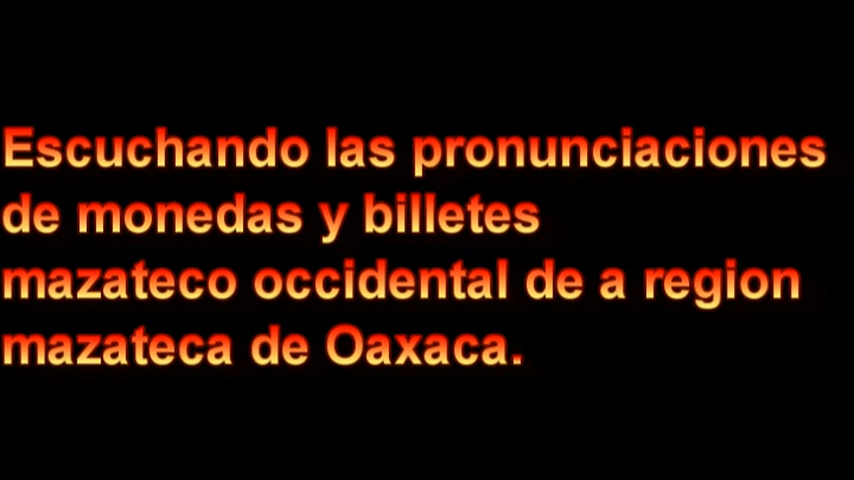 Escuchando las pronunciaciones
de monedas y billetes
mazateco occidental de a region
mazateca de Oaxaca.